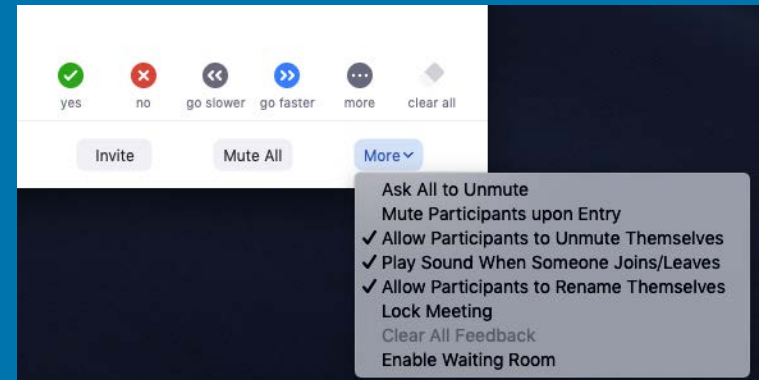 yes no go slower go faster more clear all
Invite Mute All More
Ask All to Unmute
Mute Participants upon Entry
✓ Allow Participants to Unmute Themselves
✓ Play Sound When Someone Joins/Leaves
✓ Allow Participants to Rename Themselves
Lock Meeting
Clear All Feedback
Enable Waiting Room